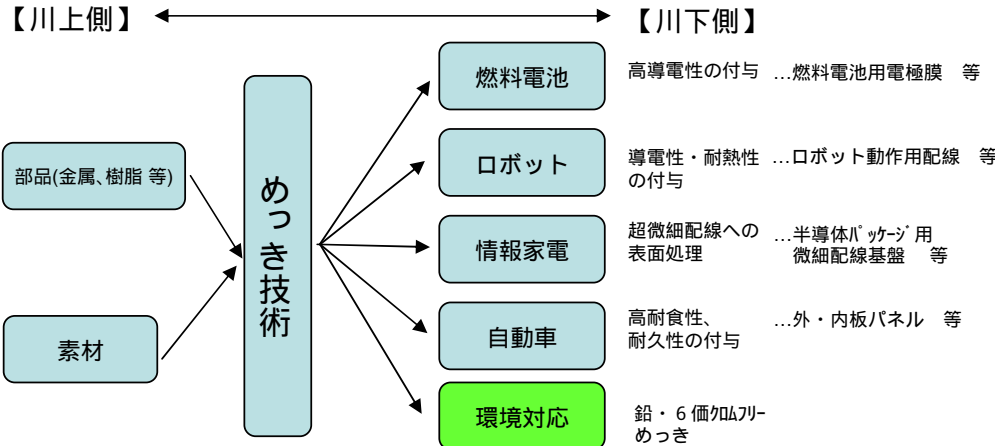 【川上側】
【川下側】
部品(金属、樹脂 等)
素材
めっき技術
燃料電池
高導電性の付与 …燃料電池用電極膜 等
ロボット
導電性・耐熱性 …ロボット動作用配線 等
の付与
情報家電
超微細配線への …半導体ﾊﾟｯｹｰｼﾞ用
表面処理 微細配線基盤 等
自動車
高耐食性、 …外・内板パネル 等
耐久性の付与
環境対応
鉛・６価ｸﾛﾑﾌﾘｰ
めっき